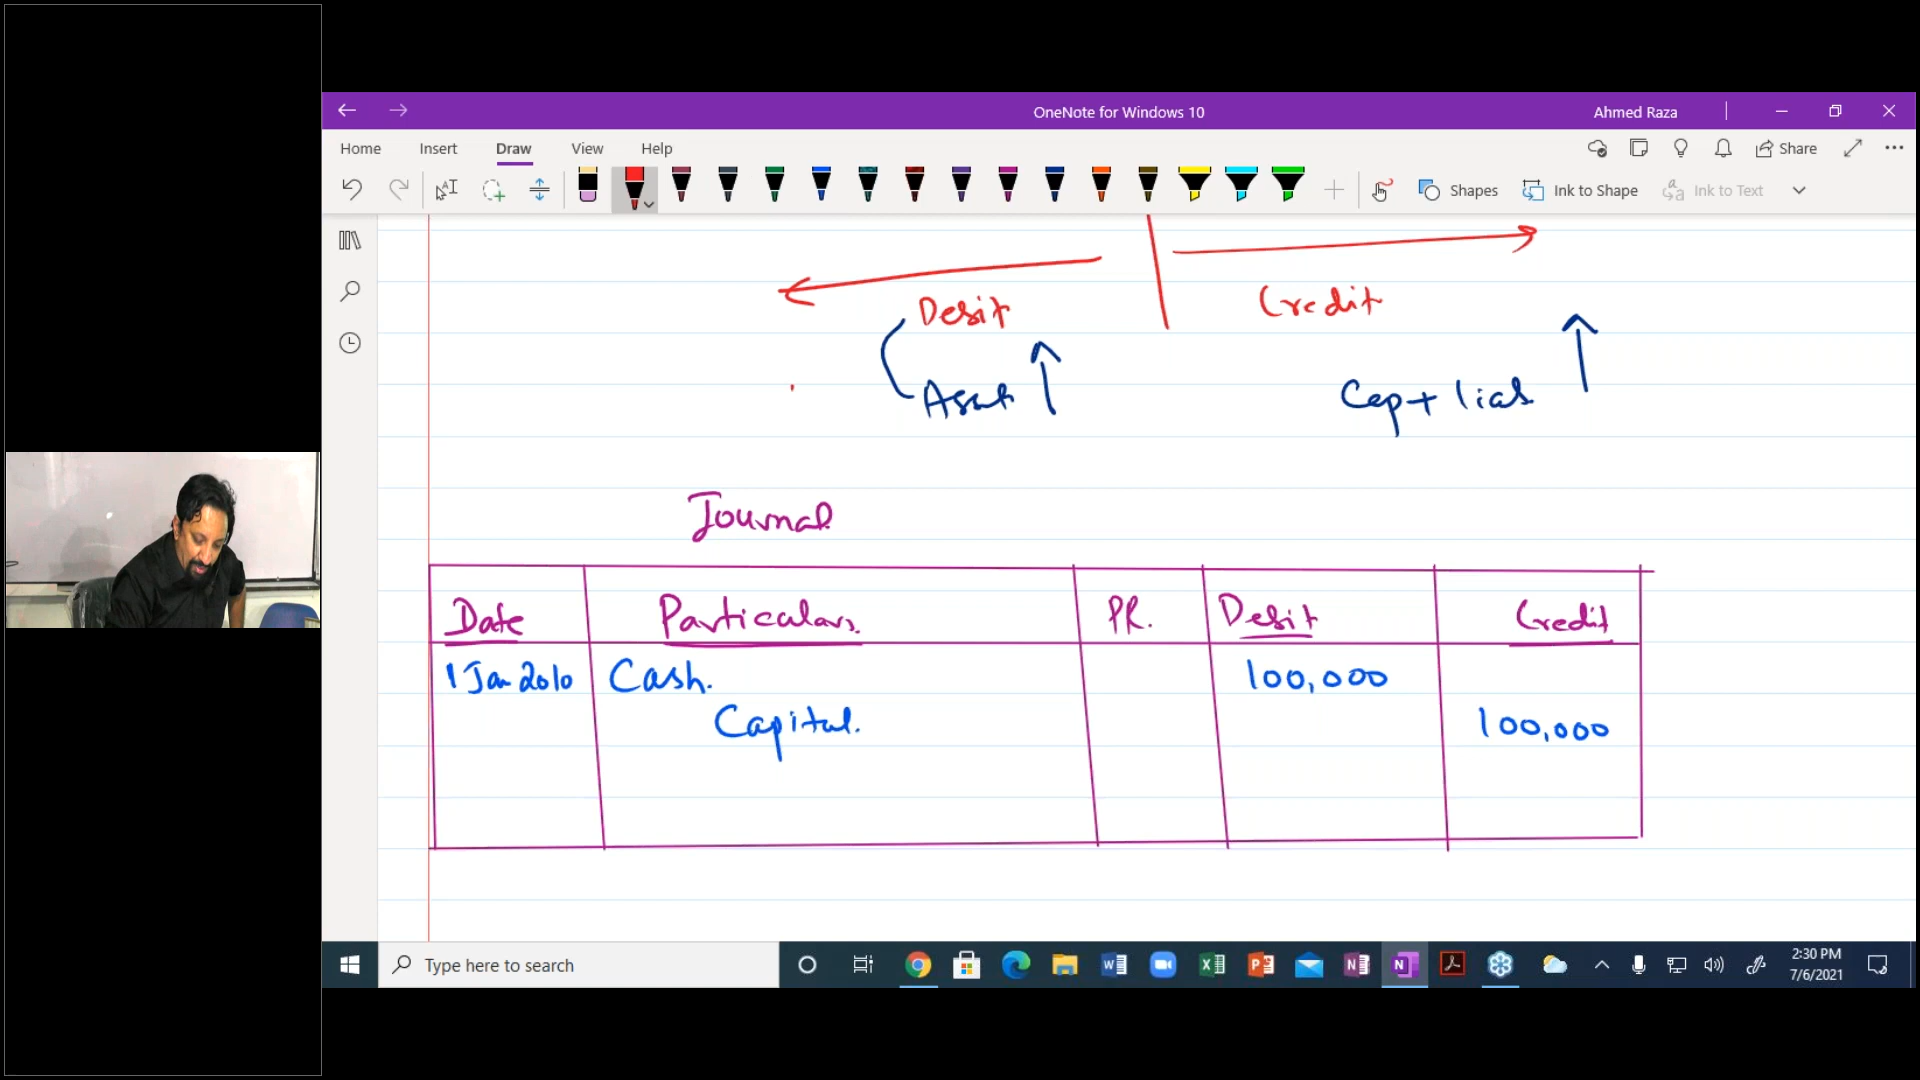 OneNote for Windows 10 Ahmed Raza
Home Insert Draw View Help Share
Shapes Ink to Shape Ink to Text
Debit Credit
Asset Cap + liab
Journal
Date Particulars. PR. Debit Credit
1 Jan 2010 Cash. 100,000
Capital. 100,000
Type here to search
2:30 PM
7/6/2021